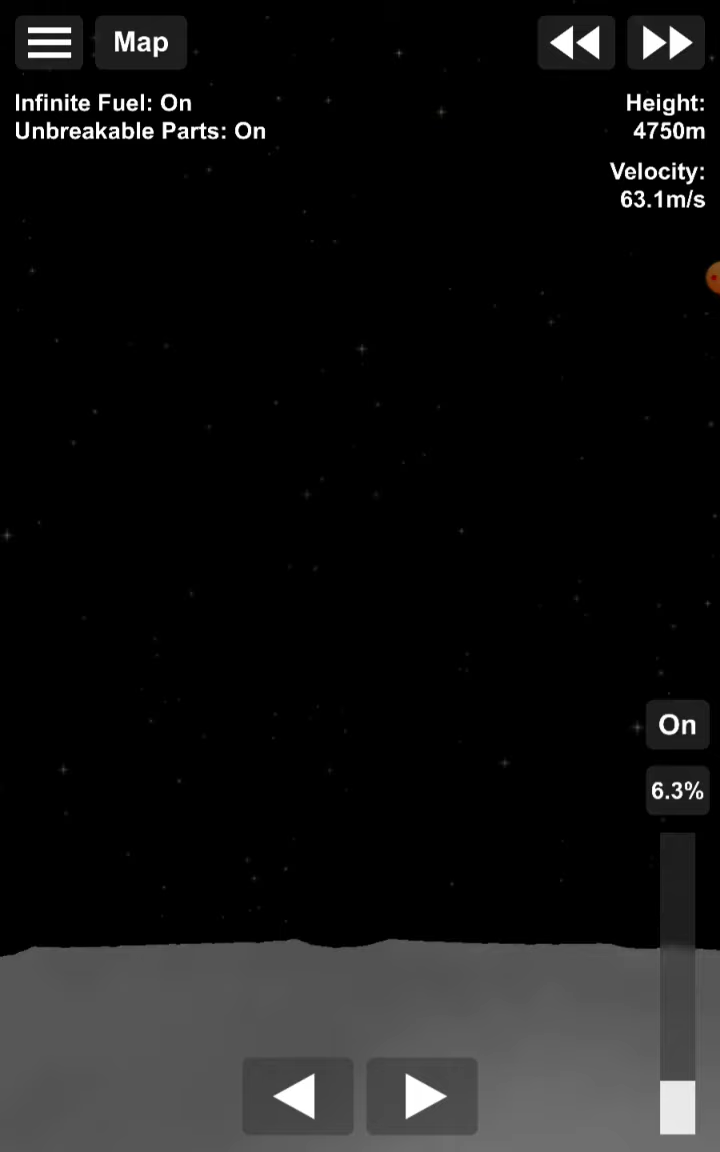 Map
Infinite Fuel: On
Unbreakable Parts: On
Height:
4750m
Velocity:
63.1m/s
On
6.3%